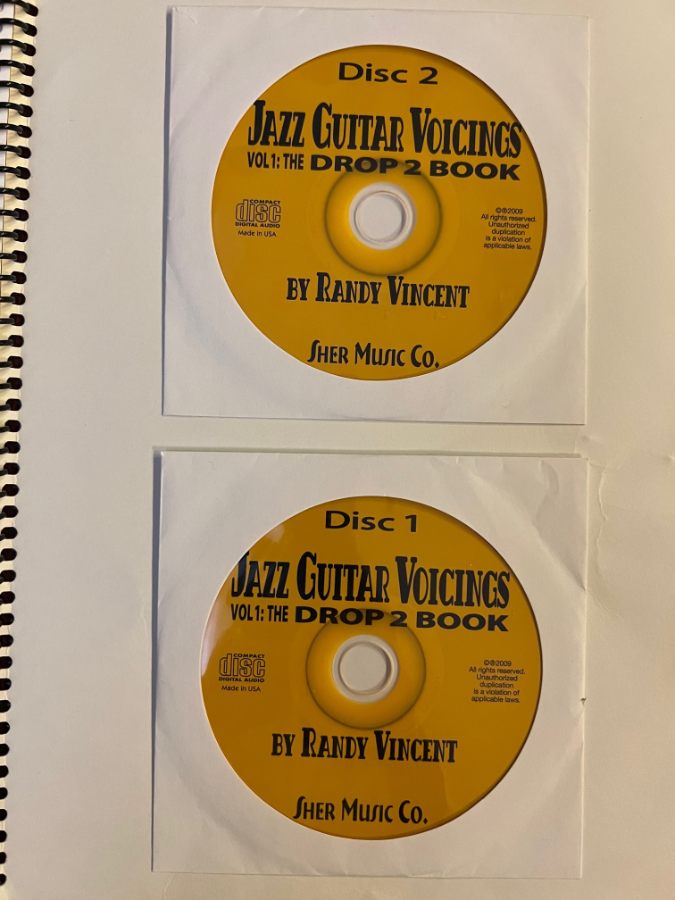 Disc 2
JAZZ GUITAR VOICINGS
VOL 1: THE DROP 2 BOOK
COMPACT
disc
DIGITAL AUDIO
Made in USA
©℗2009
All rights reserved.
Unauthorized
duplication
is a violation of
applicable laws.
BY RANDY VINCENT
SHER MUSIC CO.
Disc 1
JAZZ GUITAR VOICINGS
VOL 1: THE DROP 2 BOOK
COMPACT
disc
DIGITAL AUDIO
Made in USA
©℗2009
All rights reserved.
Unauthorized
duplication
is a violation of
applicable laws.
BY RANDY VINCENT
SHER MUSIC CO.